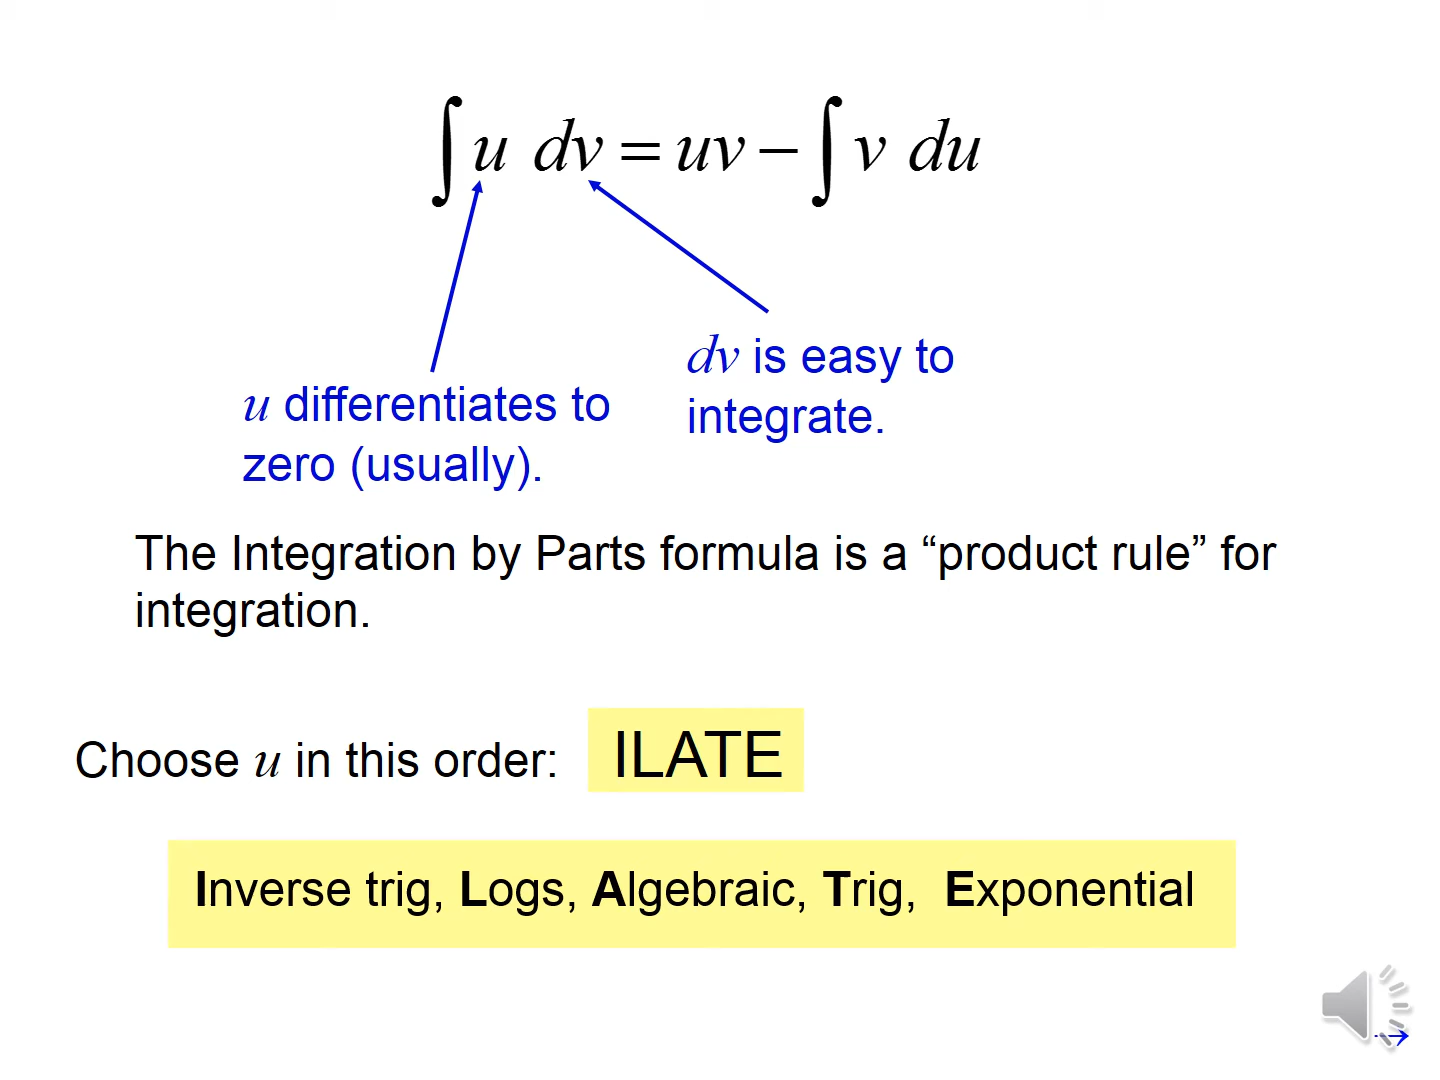 ∫ u dv = uv − ∫ v du
dv is easy to
integrate.
u differentiates to
zero (usually).
The Integration by Parts formula is a “product rule” for
integration.
Choose u in this order: ILATE
Inverse trig, Logs, Algebraic, Trig, Exponential